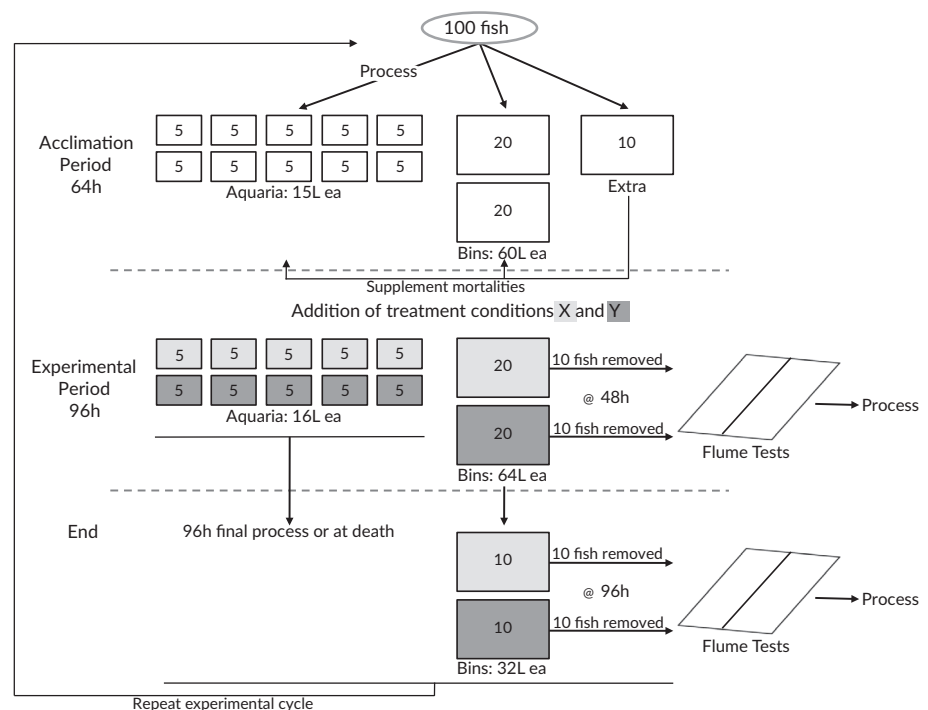 100 fish
Process
Acclimation
Period
64h
5 5 5 5 5
5 5 5 5 5
Aquaria: 15L ea
20
20
Bins: 60L ea
10
Extra
Supplement mortalities
Addition of treatment conditions X and Y
Experimental
Period
96h
5 5 5 5 5
5 5 5 5 5
Aquaria: 16L ea
20
20
Bins: 64L ea
10 fish removed
@ 48h
10 fish removed
Flume Tests
Process
End
96h final process or at death
10
10
Bins: 32L ea
10 fish removed
@ 96h
10 fish removed
Flume Tests
Process
Repeat experimental cycle